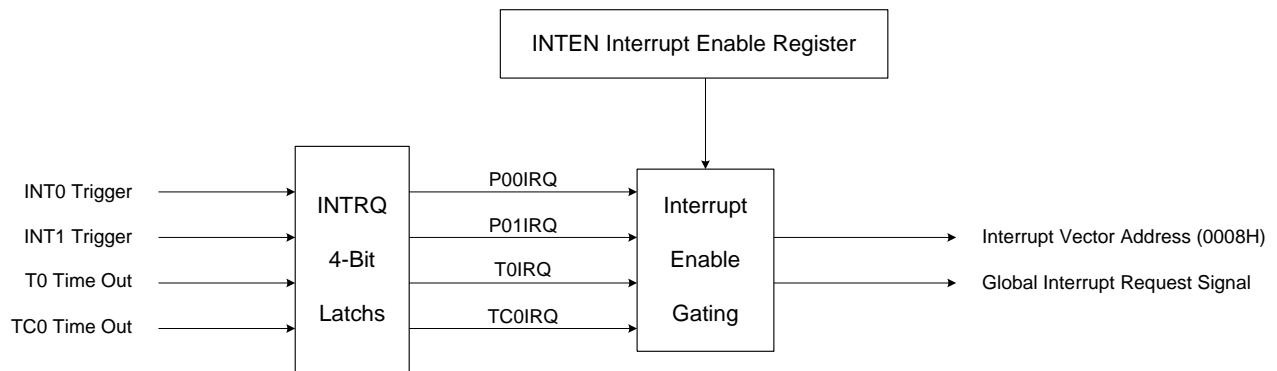 INTEN Interrupt Enable Register
INT0 Trigger
INT1 Trigger
T0 Time Out
TC0 Time Out
INTRQ
4-Bit
Latchs
P00IRQ
P01IRQ
T0IRQ
TC0IRQ
Interrupt
Enable
Gating
Interrupt Vector Address (0008H)
Global Interrupt Request Signal